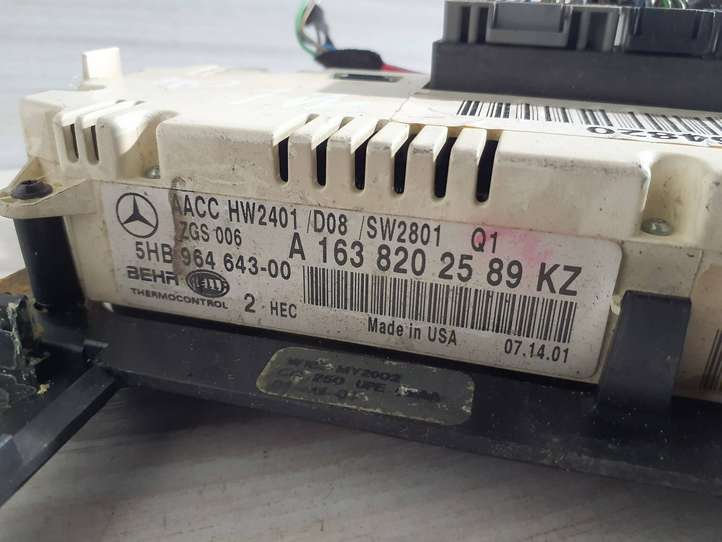 AACC HW2401 /D08 /SW2801 Q1
ZGS 006
5HB 964 643-00
A 163 820 25 89 KZ
BEHR
THERMOCONTROL
2 - HEC
Made in USA
07.14.01
MY2002
250